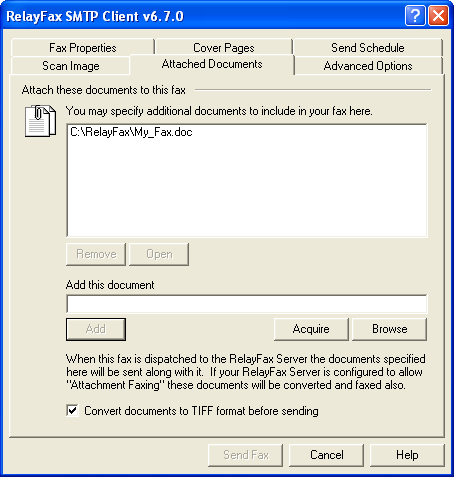 RelayFax SMTP Client v6.7.0
Fax Properties
Cover Pages
Send Schedule
Scan Image
Attached Documents
Advanced Options
Attach these documents to this fax
You may specify additional documents to include in your fax here.
C:\RelayFax\My_Fax.doc
Remove
Open
Add this document
Add
Acquire
Browse
When this fax is dispatched to the RelayFax Server the documents specified
here will be sent along with it.  If your RelayFax Server is configured to allow
"Attachment Faxing" these documents will be converted and faxed also.
Convert documents to TIFF format before sending
Send Fax
Cancel
Help